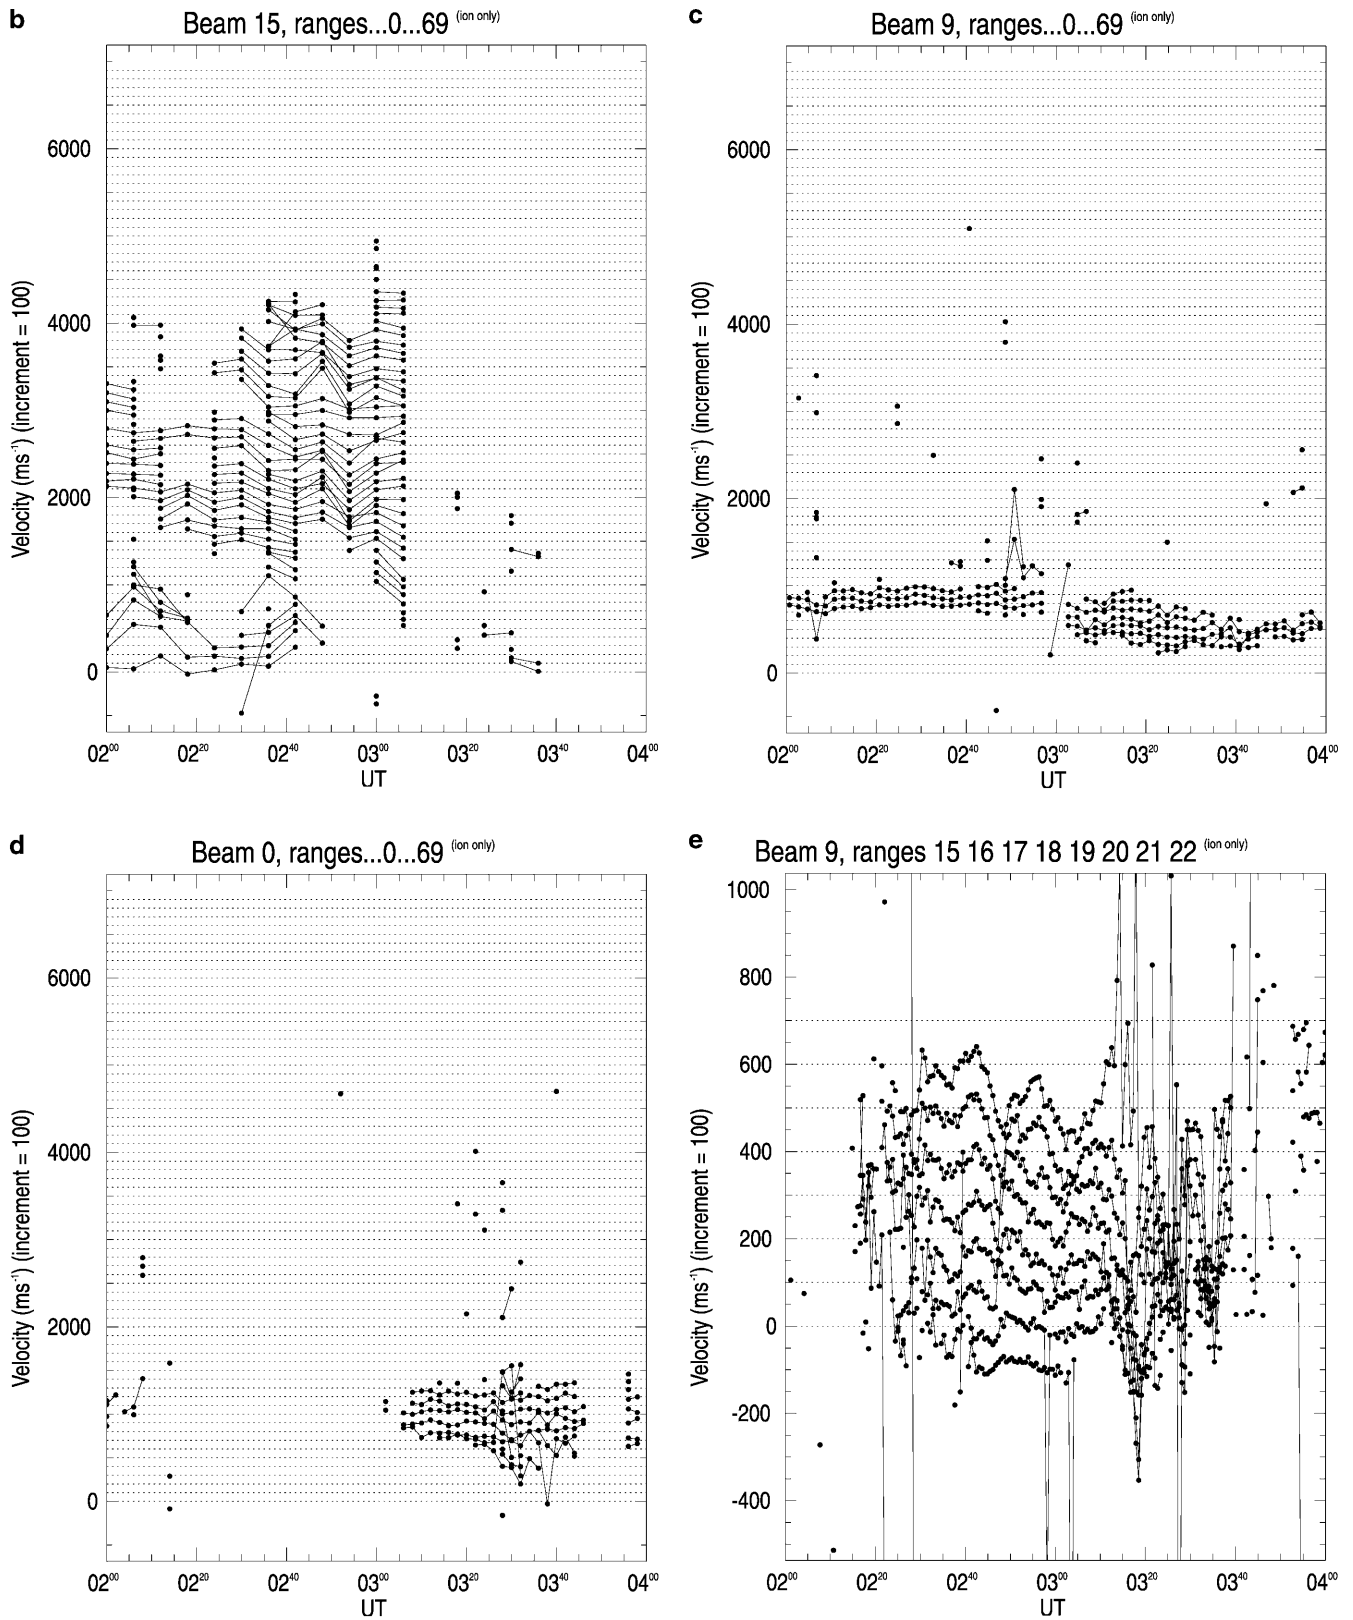 b
Beam 15, ranges...0...69 (ion only)
Velocity (ms⁻¹) (increment = 100)
6000
4000
2000
0
02⁰⁰ 02²⁰ 02⁴⁰ 03⁰⁰ 03²⁰ 03⁴⁰ 04⁰⁰
UT
c
Beam 9, ranges...0...69 (ion only)
Velocity (ms⁻¹) (increment = 100)
6000
4000
2000
0
02⁰⁰ 02²⁰ 02⁴⁰ 03⁰⁰ 03²⁰ 03⁴⁰ 04⁰⁰
UT
d
Beam 0, ranges...0...69 (ion only)
Velocity (ms⁻¹) (increment = 100)
6000
4000
2000
0
02⁰⁰ 02²⁰ 02⁴⁰ 03⁰⁰ 03²⁰ 03⁴⁰ 04⁰⁰
UT
e
Beam 9, ranges 15 16 17 18 19 20 21 22 (ion only)
Velocity (ms⁻¹) (increment = 100)
1000
800
600
400
200
0
-200
-400
02⁰⁰ 02²⁰ 02⁴⁰ 03⁰⁰ 03²⁰ 03⁴⁰ 04⁰⁰
UT